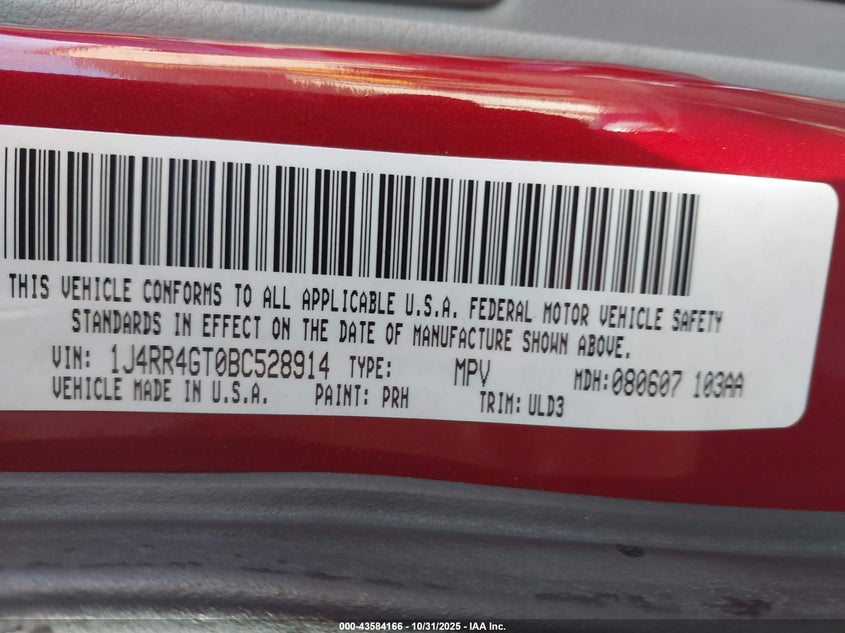 THIS VEHICLE CONFORMS TO ALL APPLICABLE U.S.A. FEDERAL MOTOR VEHICLE SAFETY
STANDARDS IN EFFECT ON THE DATE OF MANUFACTURE SHOWN ABOVE.
VIN: 1J4RR4GT0BC528914 TYPE: MPV MDH:080607 103AA
VEHICLE MADE IN U.S.A. PAINT: PRH TRIM: ULD3
000-43584166 - 10/31/2025 - IAA Inc.